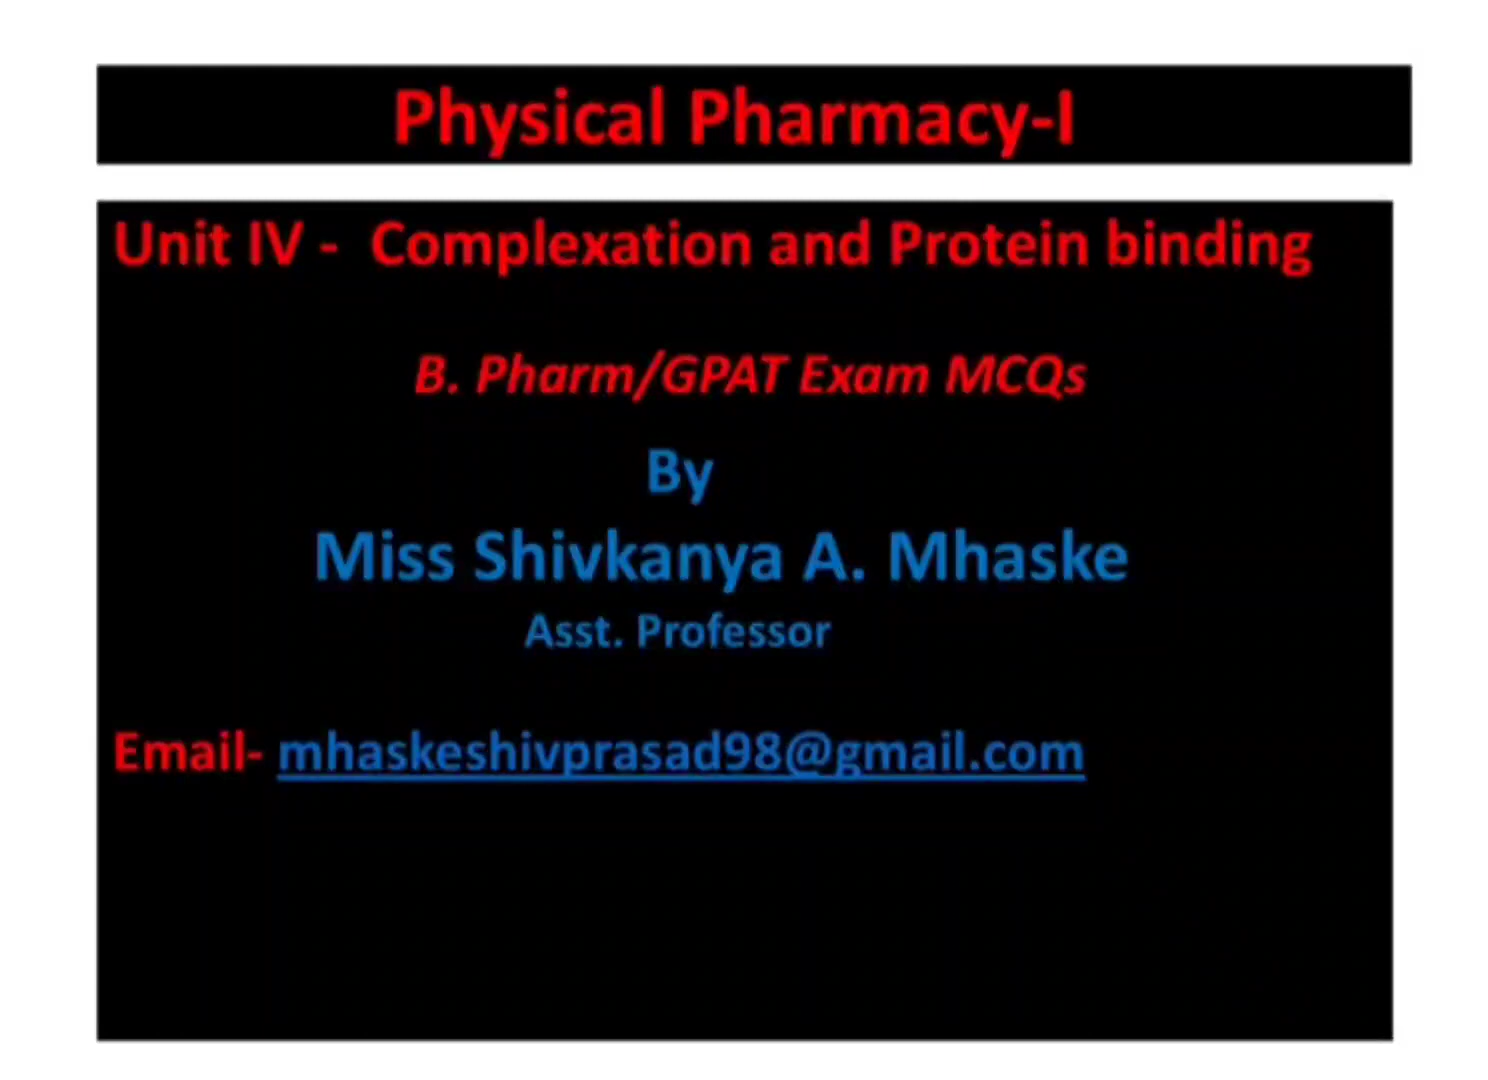 Physical Pharmacy-I
Unit IV - Complexation and Protein binding
B. Pharm/GPAT Exam MCQs
By
Miss Shivkanya A. Mhaske
Asst. Professor
Email- mhaskeshivprasad98@gmail.com